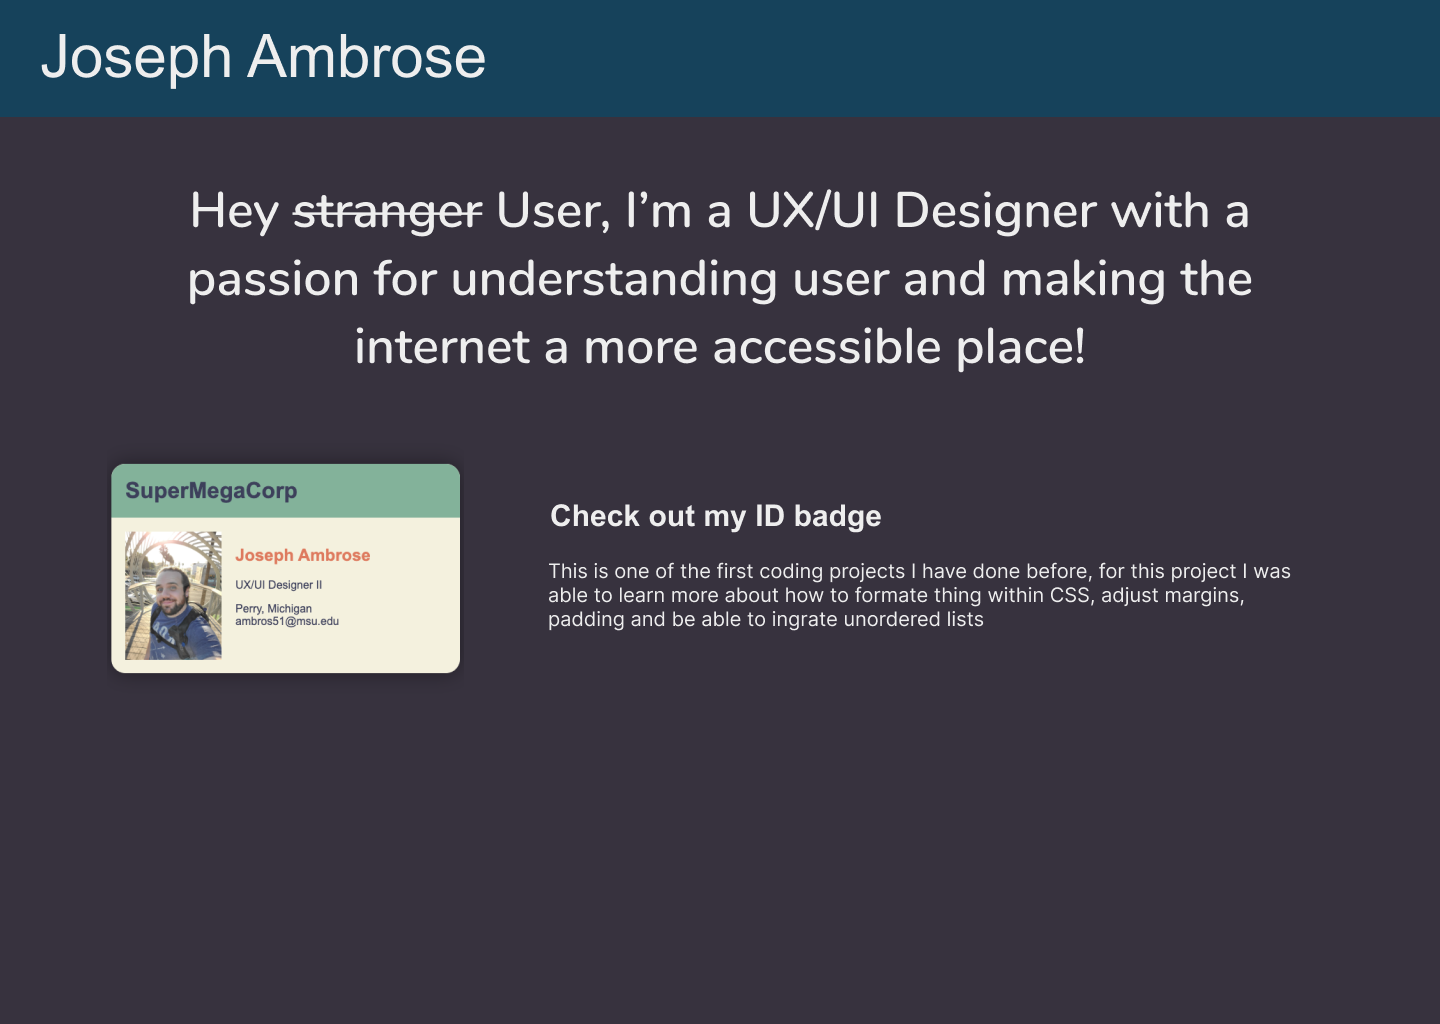 Joseph Ambrose
Hey stranger User, I’m a UX/UI Designer with a
passion for understanding user and making the
internet a more accessible place!
SuperMegaCorp
Joseph Ambrose
UX/UI Designer II
Perry, Michigan
ambros51@msu.edu
Check out my ID badge
This is one of the first coding projects I have done before, for this project I was
able to learn more about how to formate thing within CSS, adjust margins,
padding and be able to ingrate unordered lists